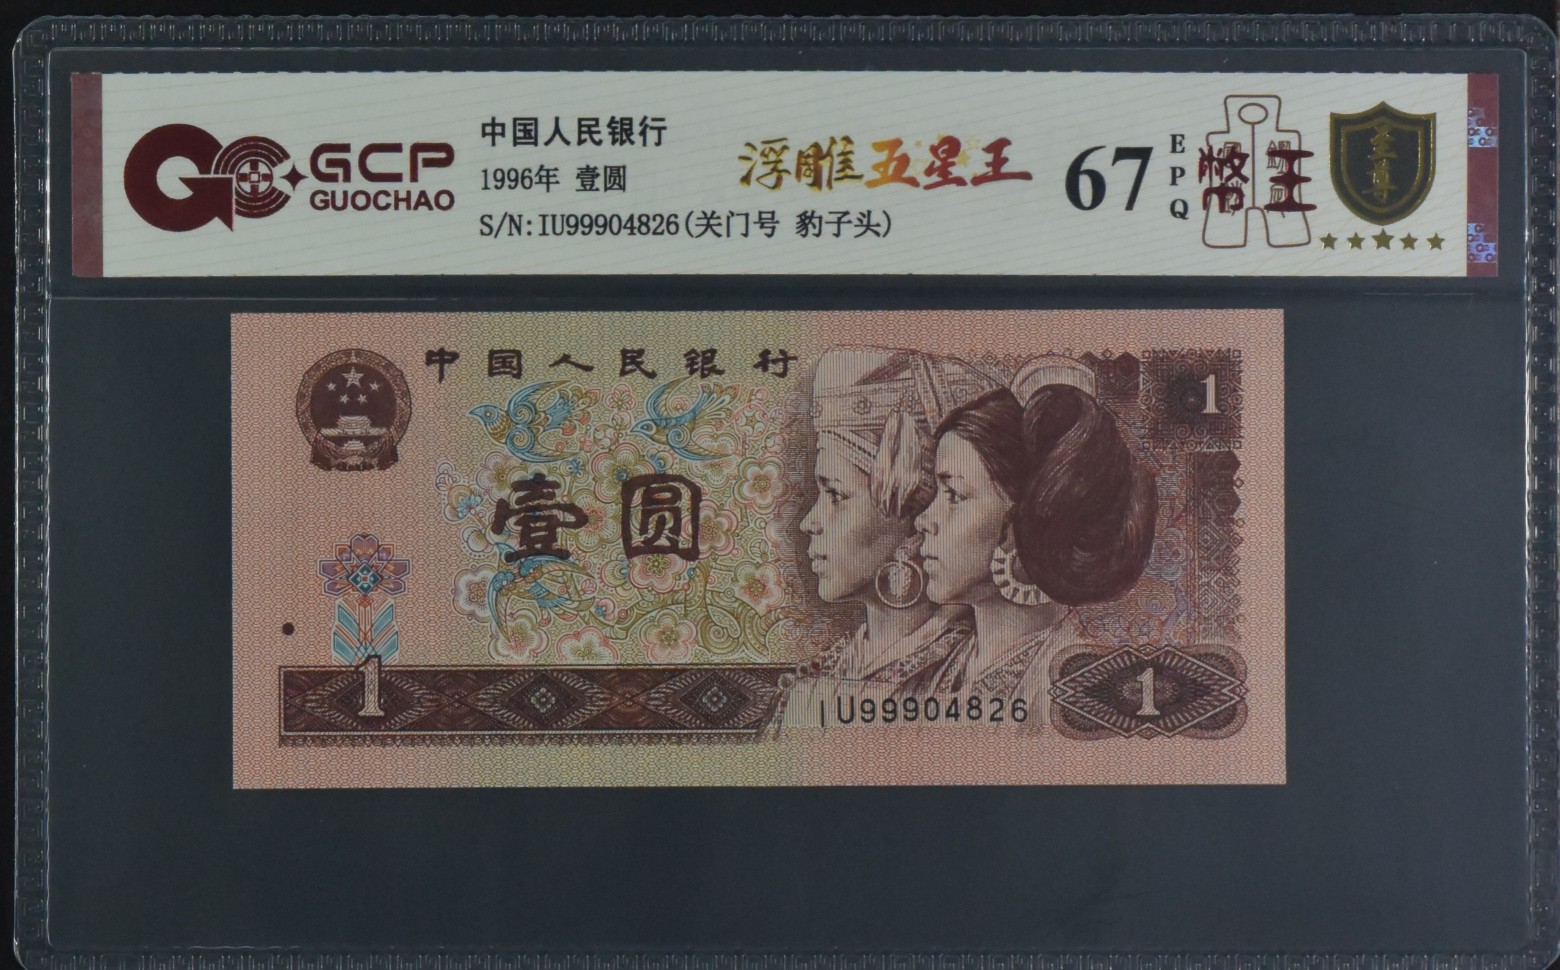 GCP
GUOCHAO
中国人民银行
1996年 壹圆
S/N:IU99904826(关门号 豹子头)
浮雕五星王
67
EPQ
至尊
中国人民银行
1
壹圆
1
IU99904826
1